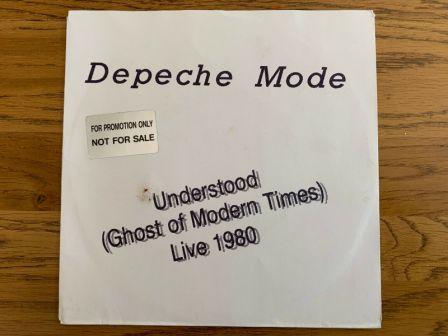 Depeche Mode
FOR PROMOTION ONLY
NOT FOR SALE
Understood
(Ghost of Modern Times)
Live 1980